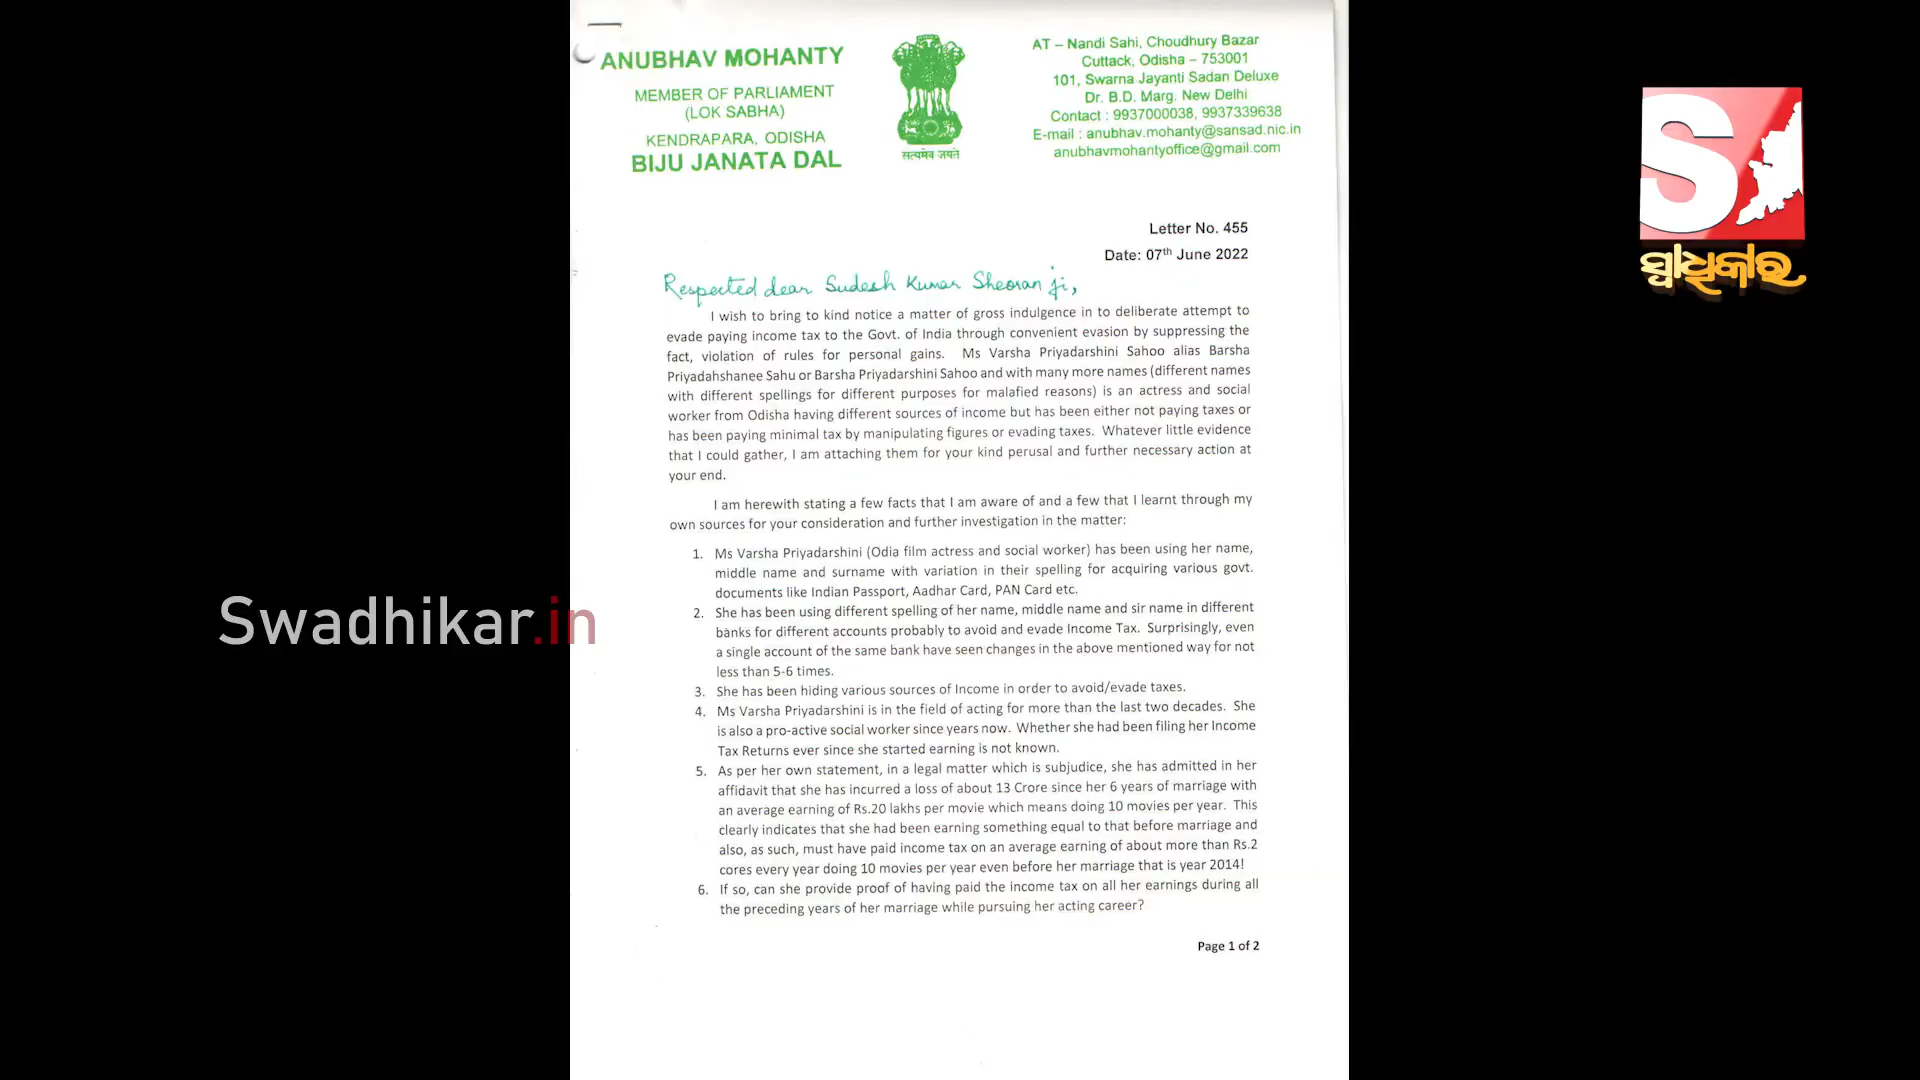 ANUBHAV MOHANTY
MEMBER OF PARLIAMENT
(LOK SABHA)
KENDRAPARA, ODISHA
BIJU JANATA DAL
सत्यमेव जयते
AT – Nandi Sahi, Choudhury Bazar
Cuttack, Odisha – 753001
101, Swarna Jayanti Sadan Deluxe
Dr. B.D. Marg. New Delhi
Contact : 9937000038, 9937339638
E-mail : anubhav.mohanty@sansad.nic.in
anubhavmohantyoffice@gmail.com
S
ସ୍ୱାଧିକାର
Letter No. 455
Date: 07th June 2022
Respected dear Sudesh Kumar Sheoran ji,
I wish to bring to kind notice a matter of gross indulgence in to deliberate attempt to
evade paying income tax to the Govt. of India through convenient evasion by suppressing the
fact, violation of rules for personal gains. Ms Varsha Priyadarshini Sahoo alias Barsha
Priyadahshanee Sahu or Barsha Priyadarshini Sahoo and with many more names (different names
with different spellings for different purposes for malafied reasons) is an actress and social
worker from Odisha having different sources of income but has been either not paying taxes or
has been paying minimal tax by manipulating figures or evading taxes. Whatever little evidence
that I could gather, I am attaching them for your kind perusal and further necessary action at
your end.
I am herewith stating a few facts that I am aware of and a few that I learnt through my
own sources for your consideration and further investigation in the matter:
1. Ms Varsha Priyadarshini (Odia film actress and social worker) has been using her name,
middle name and surname with variation in their spelling for acquiring various govt.
documents like Indian Passport, Aadhar Card, PAN Card etc.
2. She has been using different spelling of her name, middle name and sir name in different
banks for different accounts probably to avoid and evade Income Tax. Surprisingly, even
a single account of the same bank have seen changes in the above mentioned way for not
less than 5-6 times.
3. She has been hiding various sources of Income in order to avoid/evade taxes.
4. Ms Varsha Priyadarshini is in the field of acting for more than the last two decades. She
is also a pro-active social worker since years now. Whether she had been filing her Income
Tax Returns ever since she started earning is not known.
5. As per her own statement, in a legal matter which is subjudice, she has admitted in her
affidavit that she has incurred a loss of about 13 Crore since her 6 years of marriage with
an average earning of Rs.20 lakhs per movie which means doing 10 movies per year. This
clearly indicates that she had been earning something equal to that before marriage and
also, as such, must have paid income tax on an average earning of about more than Rs.2
cores every year doing 10 movies per year even before her marriage that is year 2014!
6. If so, can she provide proof of having paid the income tax on all her earnings during all
the preceding years of her marriage while pursuing her acting career?
Page 1 of 2
Swadhikar.in